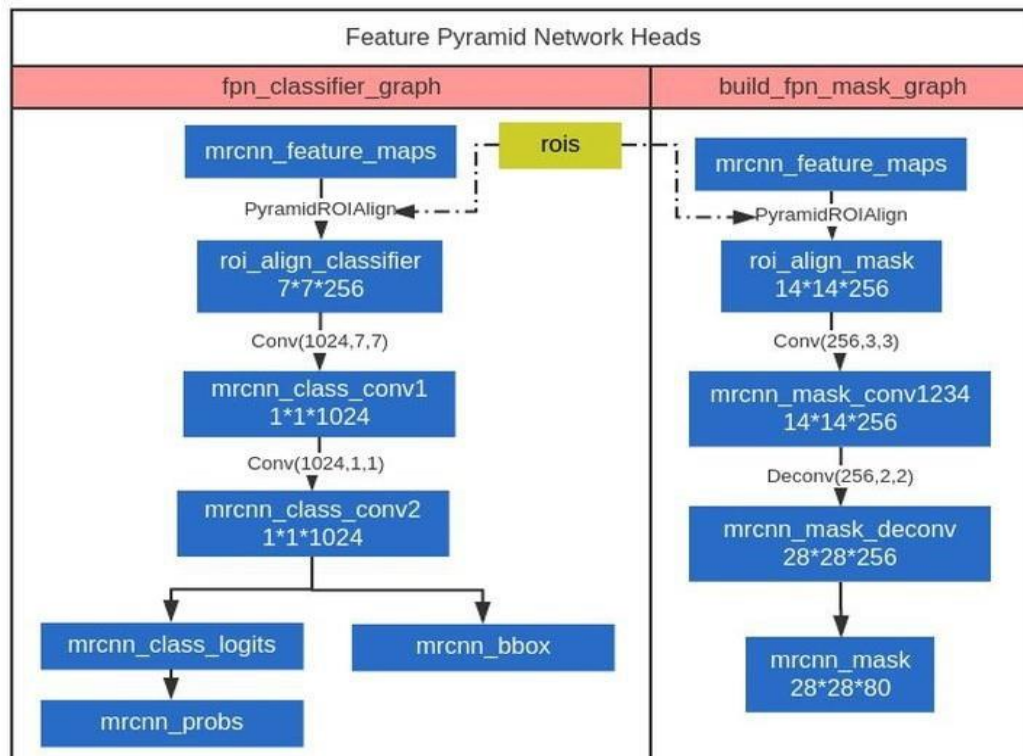 Feature Pyramid Network Heads
fpn_classifier_graph
build_fpn_mask_graph
mrcnn_feature_maps
rois
mrcnn_feature_maps
PyramidROIAlign
PyramidROIAlign
roi_align_classifier
7*7*256
roi_align_mask
14*14*256
Conv(1024,7,7)
Conv(256,3,3)
mrcnn_class_conv1
1*1*1024
mrcnn_mask_conv1234
14*14*256
Conv(1024,1,1)
Deconv(256,2,2)
mrcnn_class_conv2
1*1*1024
mrcnn_mask_deconv
28*28*256
mrcnn_class_logits
mrcnn_bbox
mrcnn_mask
28*28*80
mrcnn_probs